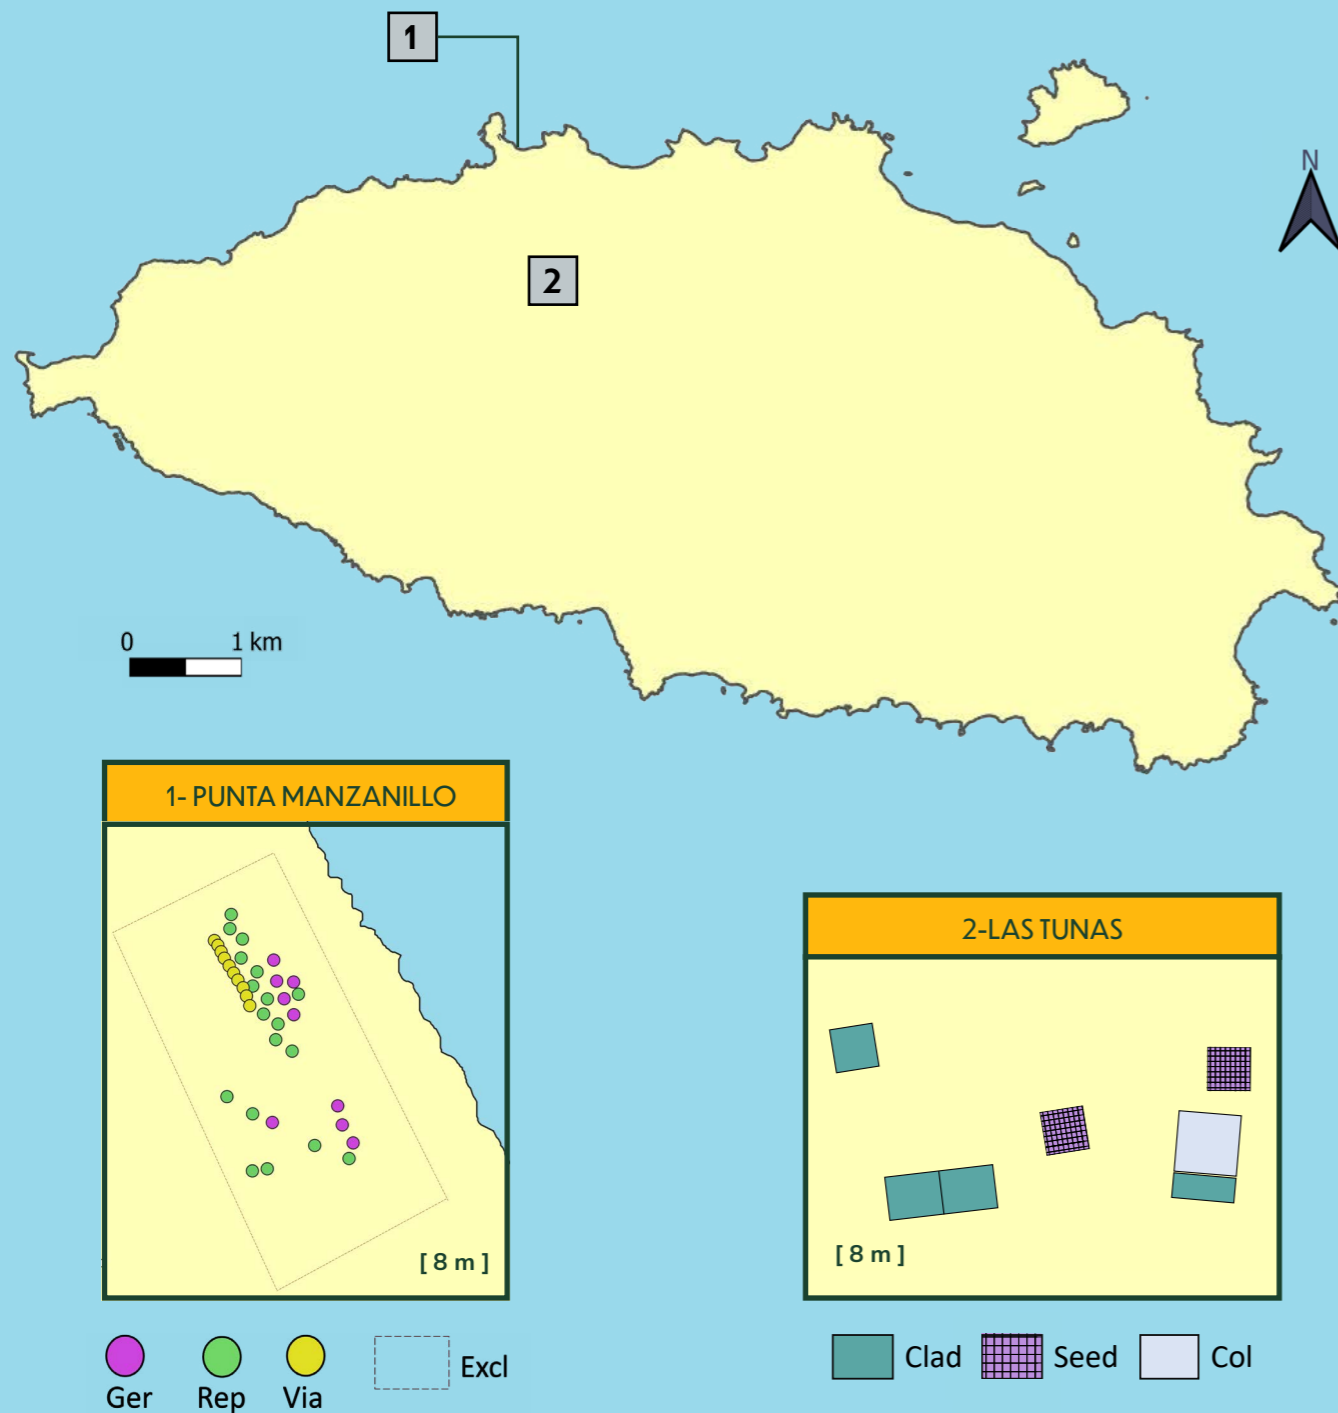 1
N
2
0 1 km
1- PUNTA MANZANILLO
2-LAS TUNAS
[ 8 m ]
[ 8 m ]
Ger Rep Via Excl
Clad Seed Col